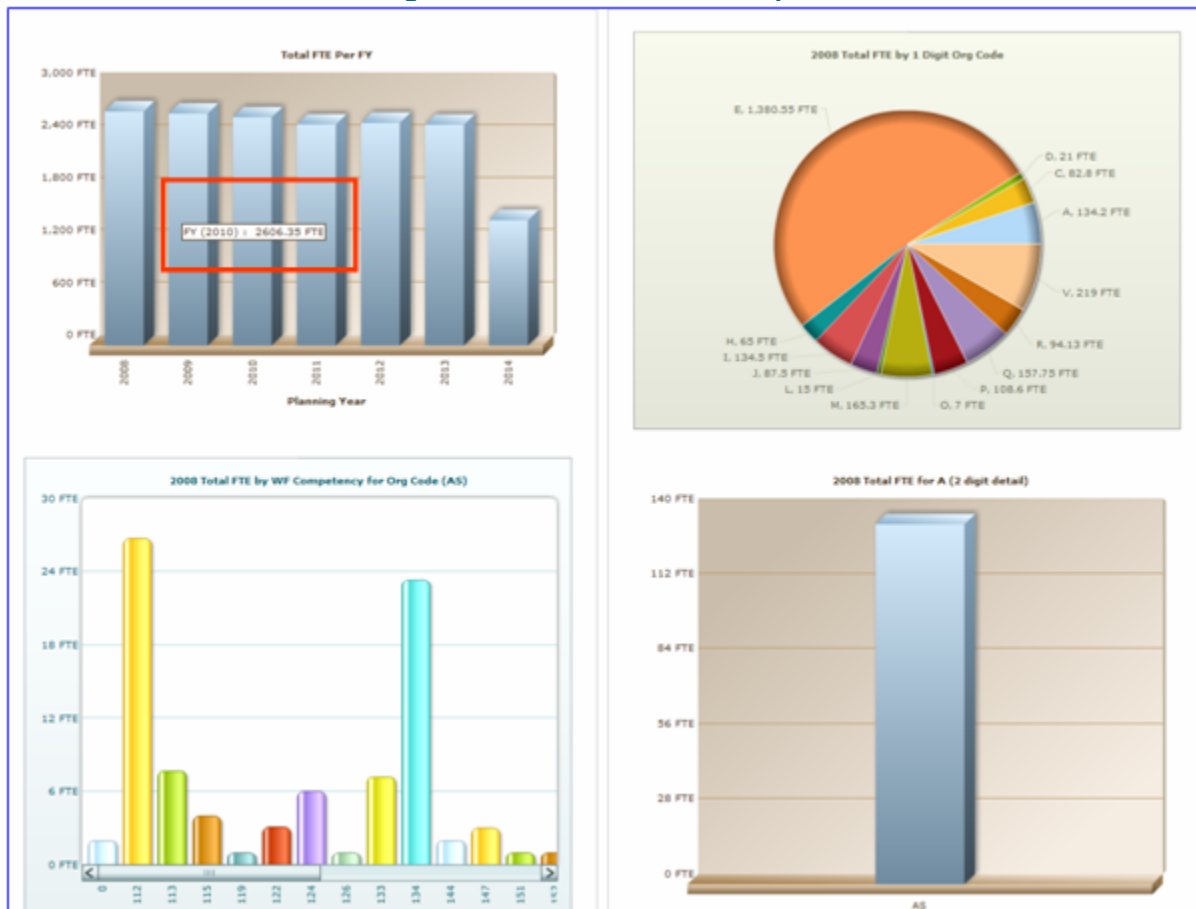 Total FTE Per FY
3,000 FTE
2,400 FTE
1,800 FTE
1,200 FTE
600 FTE
0 FTE
FY (2010) : 2606.35 FTE
2008
2009
2010
2011
2012
2013
2014
Planning Year
2008 Total FTE by 1 Digit Org Code
E, 1,380.55 FTE
D, 21 FTE
C, 82.8 FTE
A, 134.2 FTE
V, 219 FTE
R, 94.13 FTE
Q, 157.75 FTE
P, 108.6 FTE
O, 7 FTE
M, 165.3 FTE
L, 15 FTE
J, 87.5 FTE
I, 134.5 FTE
H, 65 FTE
2008 Total FTE by WF Competency for Org Code (AS)
30 FTE
24 FTE
18 FTE
12 FTE
6 FTE
0 FTE
0
112
113
115
119
122
124
126
133
134
144
147
151
2008 Total FTE for A (2 digit detail)
140 FTE
112 FTE
84 FTE
56 FTE
28 FTE
0 FTE
AS